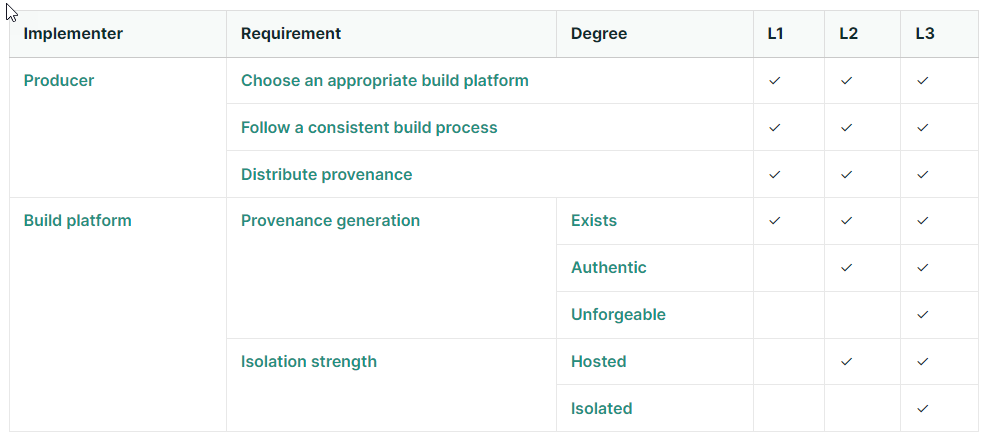 Implementer Requirement Degree L1 L2 L3
Producer Choose an appropriate build platform ✓ ✓ ✓
Follow a consistent build process ✓ ✓ ✓
Distribute provenance ✓ ✓ ✓
Build platform Provenance generation Exists ✓ ✓ ✓
Authentic ✓ ✓
Unforgeable ✓
Isolation strength Hosted ✓ ✓
Isolated ✓